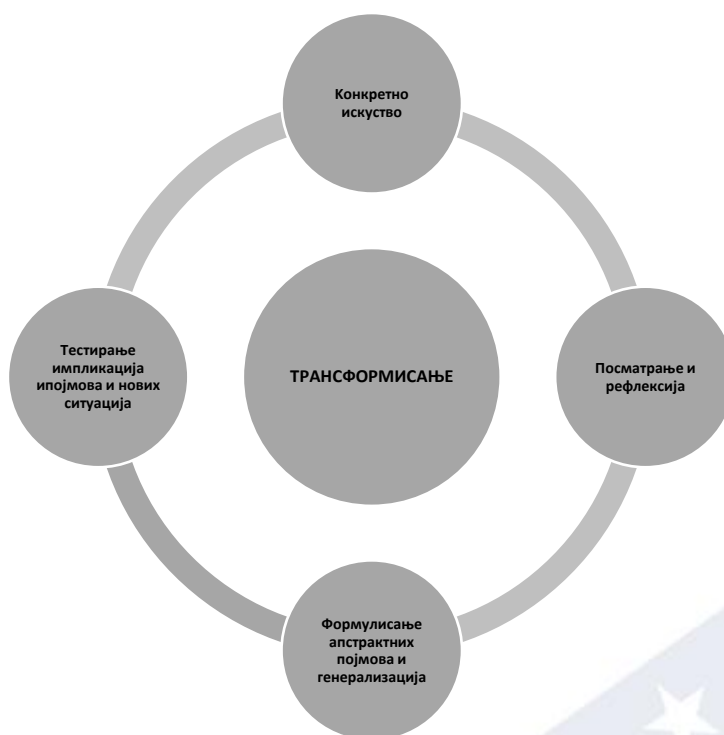 Конкретно
искуство
Тестирање
импликација
ипојмова и нових
ситуација
ТРАНСФОРМИСАЊЕ
Посматрање и
рефлексија
Формулисање
апстрактних
појмова и
генерализација